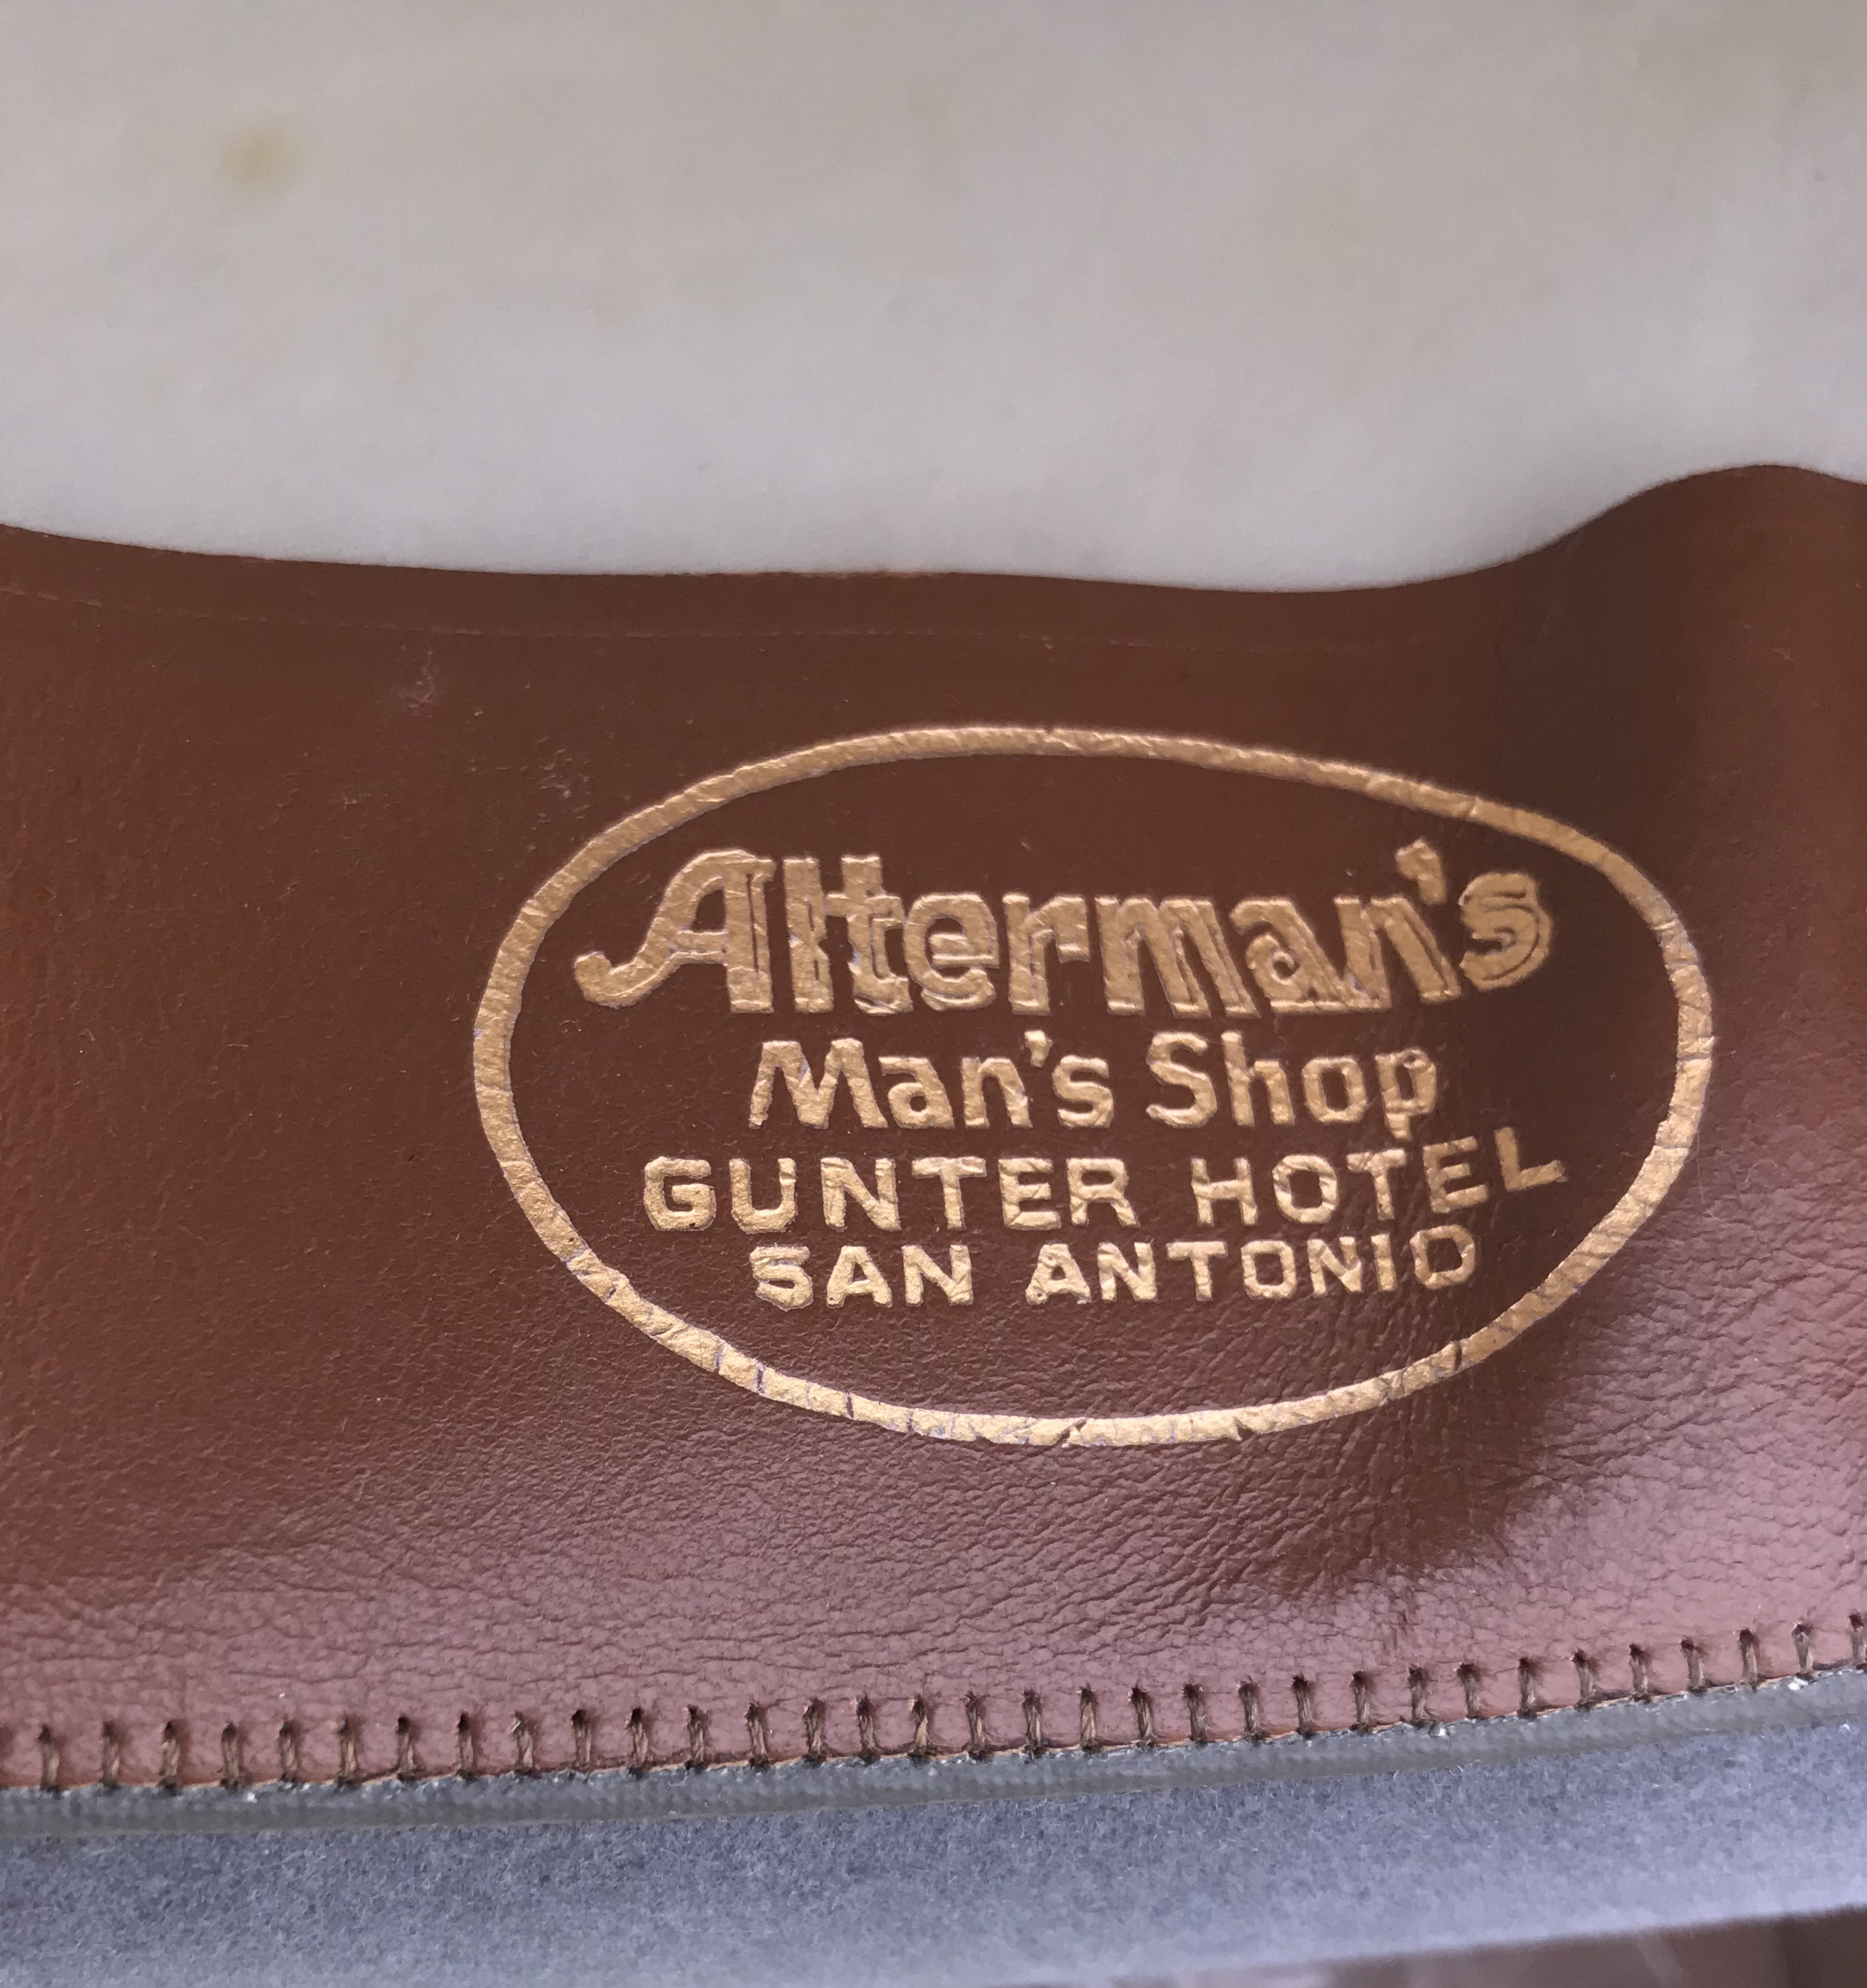 Alterman's
Man's Shop
GUNTER HOTEL
SAN ANTONIO